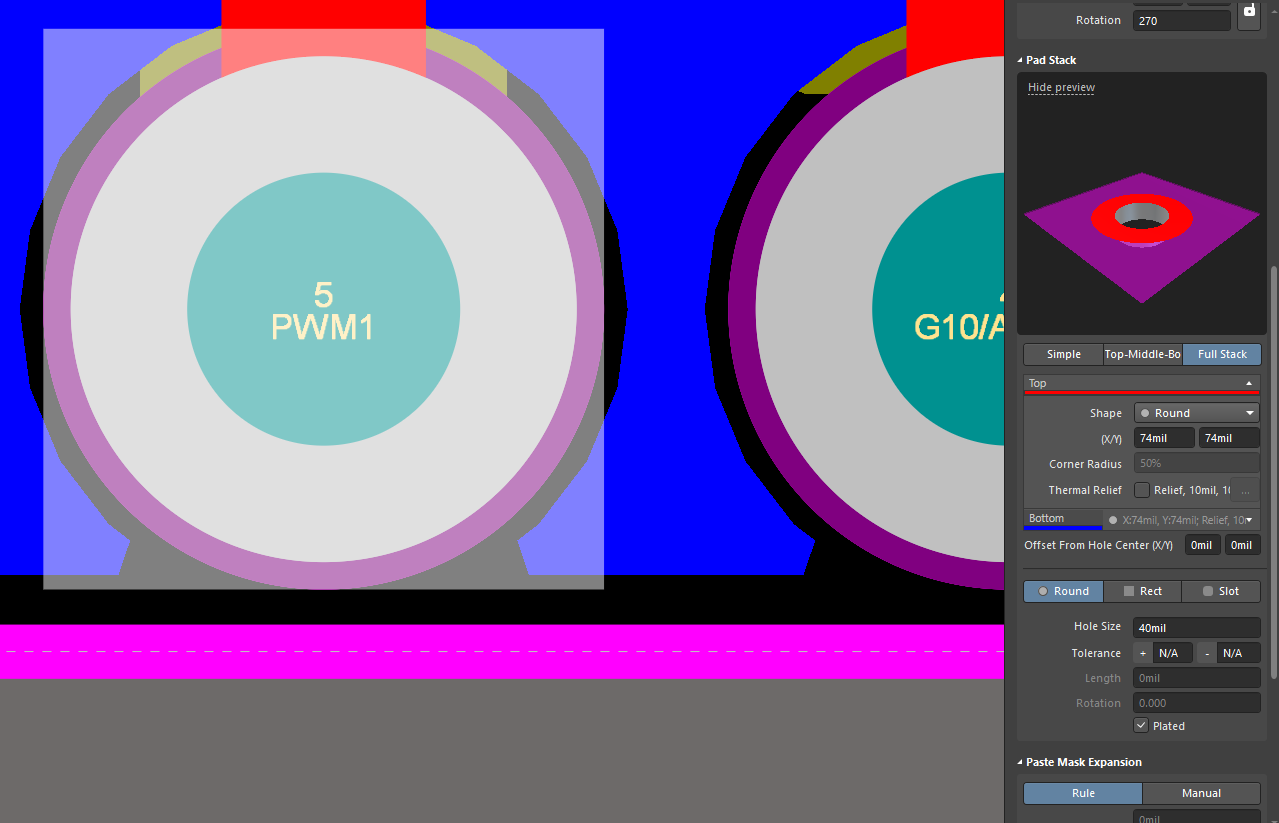 5
PWM1
G10/A
Rotation 270
Pad Stack
Hide preview
Simple Top-Middle-Bo Full Stack
Top
Shape Round
(X/Y) 74mil 74mil
Corner Radius 50%
Thermal Relief Relief, 10mil, 1( ...
Bottom X:74mil, Y:74mil; Relief, 10r
Offset From Hole Center (X/Y) 0mil 0mil
Round Rect Slot
Hole Size 40mil
Tolerance + N/A - N/A
Length 0mil
Rotation 0.000
Plated
Paste Mask Expansion
Rule Manual
0mil